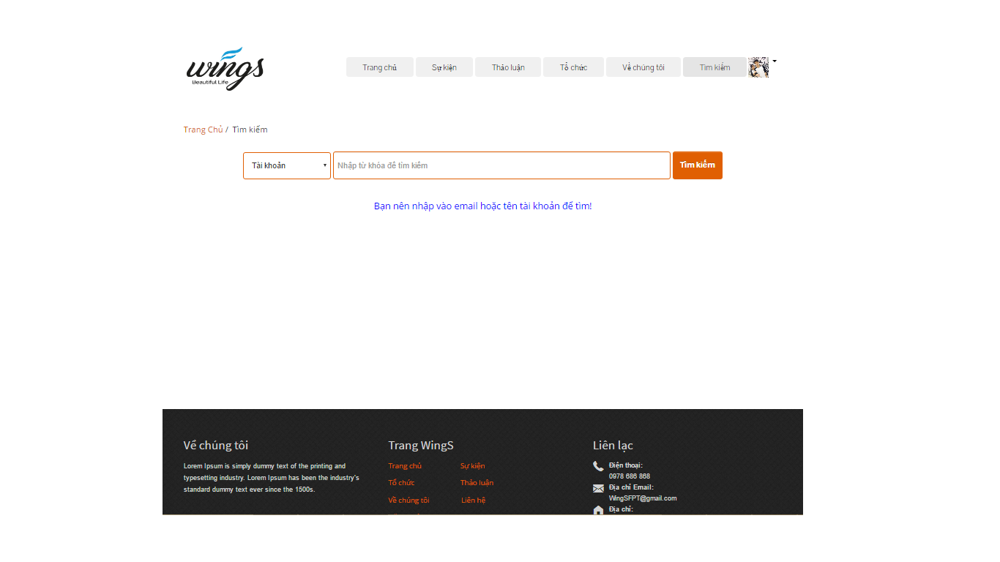 wings
Beautiful Life
Trang chủ Sự kiện Thảo luận Tổ chức Về chúng tôi Tìm kiếm
Trang Chủ / Tìm kiếm
Tài khoản Nhập từ khóa để tìm kiếm Tìm kiếm
Bạn nên nhập vào email hoặc tên tài khoản để tìm!
Về chúng tôi
Lorem Ipsum is simply dummy text of the printing and
typesetting industry. Lorem Ipsum has been the industry's
standard dummy text ever since the 1500s.
Trang WingS
Trang chủ Sự kiện
Tổ chức Thảo luận
Về chúng tôi Liên hệ
Liên lạc
Điện thoại:
0978 686 868
Địa chỉ Email:
WingSFPT@gmail.com
Địa chỉ: